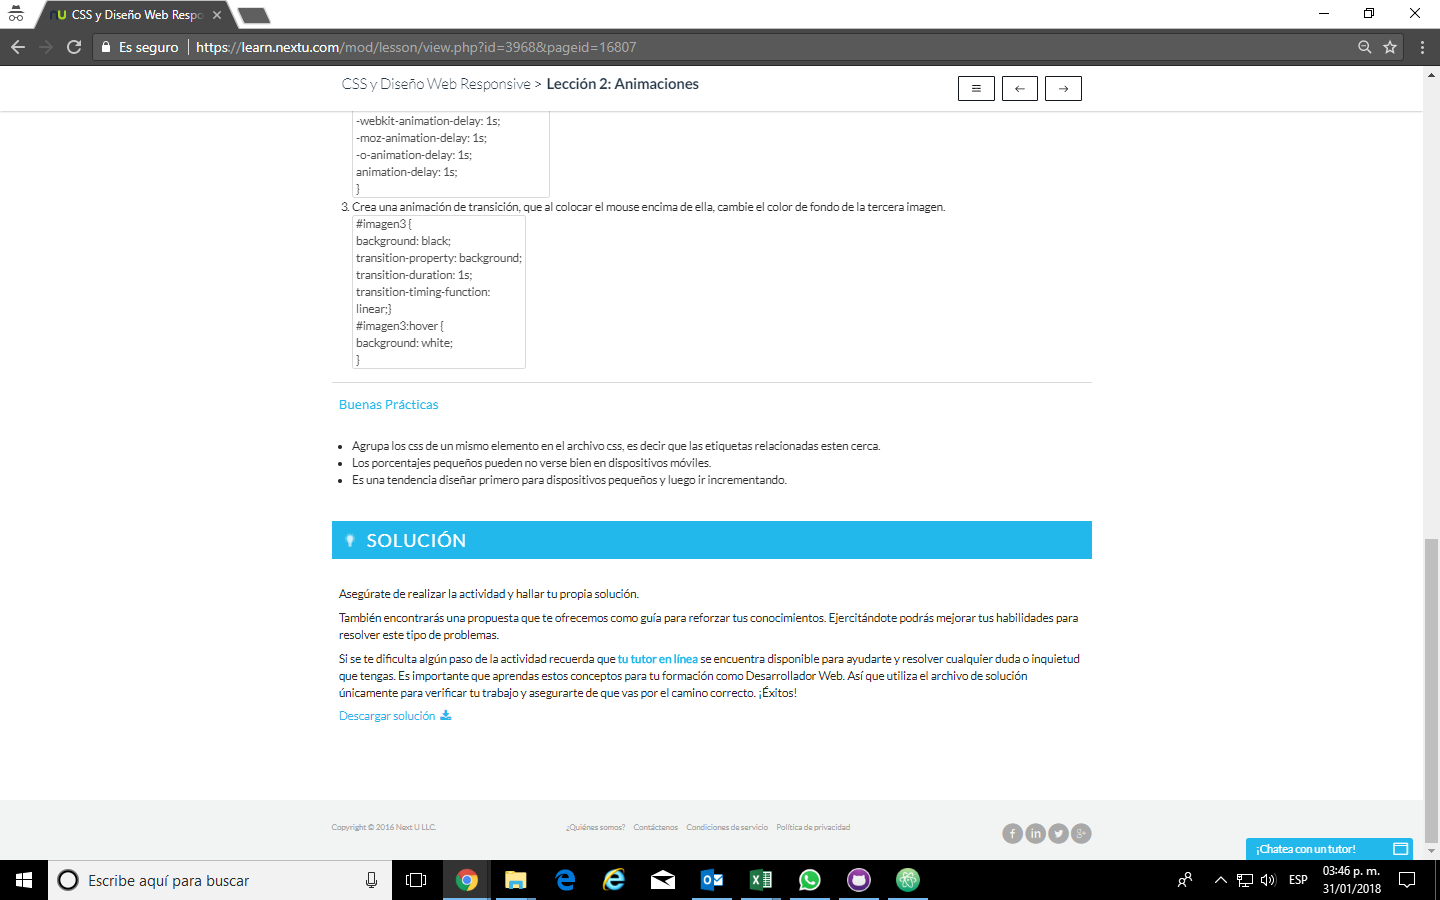 CSS y Diseño Web Respo
Es seguro
https://learn.nextu.com/mod/lesson/view.php?id=3968&pageid=16807
CSS y Diseño Web Responsive > Lección 2: Animaciones
-webkit-animation-delay: 1s;
-moz-animation-delay: 1s;
-o-animation-delay: 1s;
animation-delay: 1s;
}
3. Crea una animación de transición, que al colocar el mouse encima de ella, cambie el color de fondo de la tercera imagen.
#imagen3 {
background: black;
transition-property: background;
transition-duration: 1s;
transition-timing-function:
linear;}
#imagen3:hover {
background: white;
}
Buenas Prácticas
• Agrupa los css de un mismo elemento en el archivo css, es decir que las etiquetas relacionadas esten cerca.
• Los porcentajes pequeños pueden no verse bien en dispositivos móviles.
• Es una tendencia diseñar primero para dispositivos pequeños y luego ir incrementando.
SOLUCIÓN
Asegúrate de realizar la actividad y hallar tu propia solución.
También encontrarás una propuesta que te ofrecemos como guía para reforzar tus conocimientos. Ejercitándote podrás mejorar tus habilidades para
resolver este tipo de problemas.
Si se te dificulta algún paso de la actividad recuerda que tu tutor en línea se encuentra disponible para ayudarte y resolver cualquier duda o inquietud
que tengas. Es importante que aprendas estos conceptos para tu formación como Desarrollador Web. Así que utiliza el archivo de solución
únicamente para verificar tu trabajo y asegurarte de que vas por el camino correcto. ¡Éxitos!
Descargar solución
Copyright © 2016 Next U LLC.
¿Quiénes somos? Contáctenos Condiciones de servicio Política de privacidad
¡Chatea con un tutor!
Escribe aquí para buscar
ESP
03:46 p. m.
31/01/2018